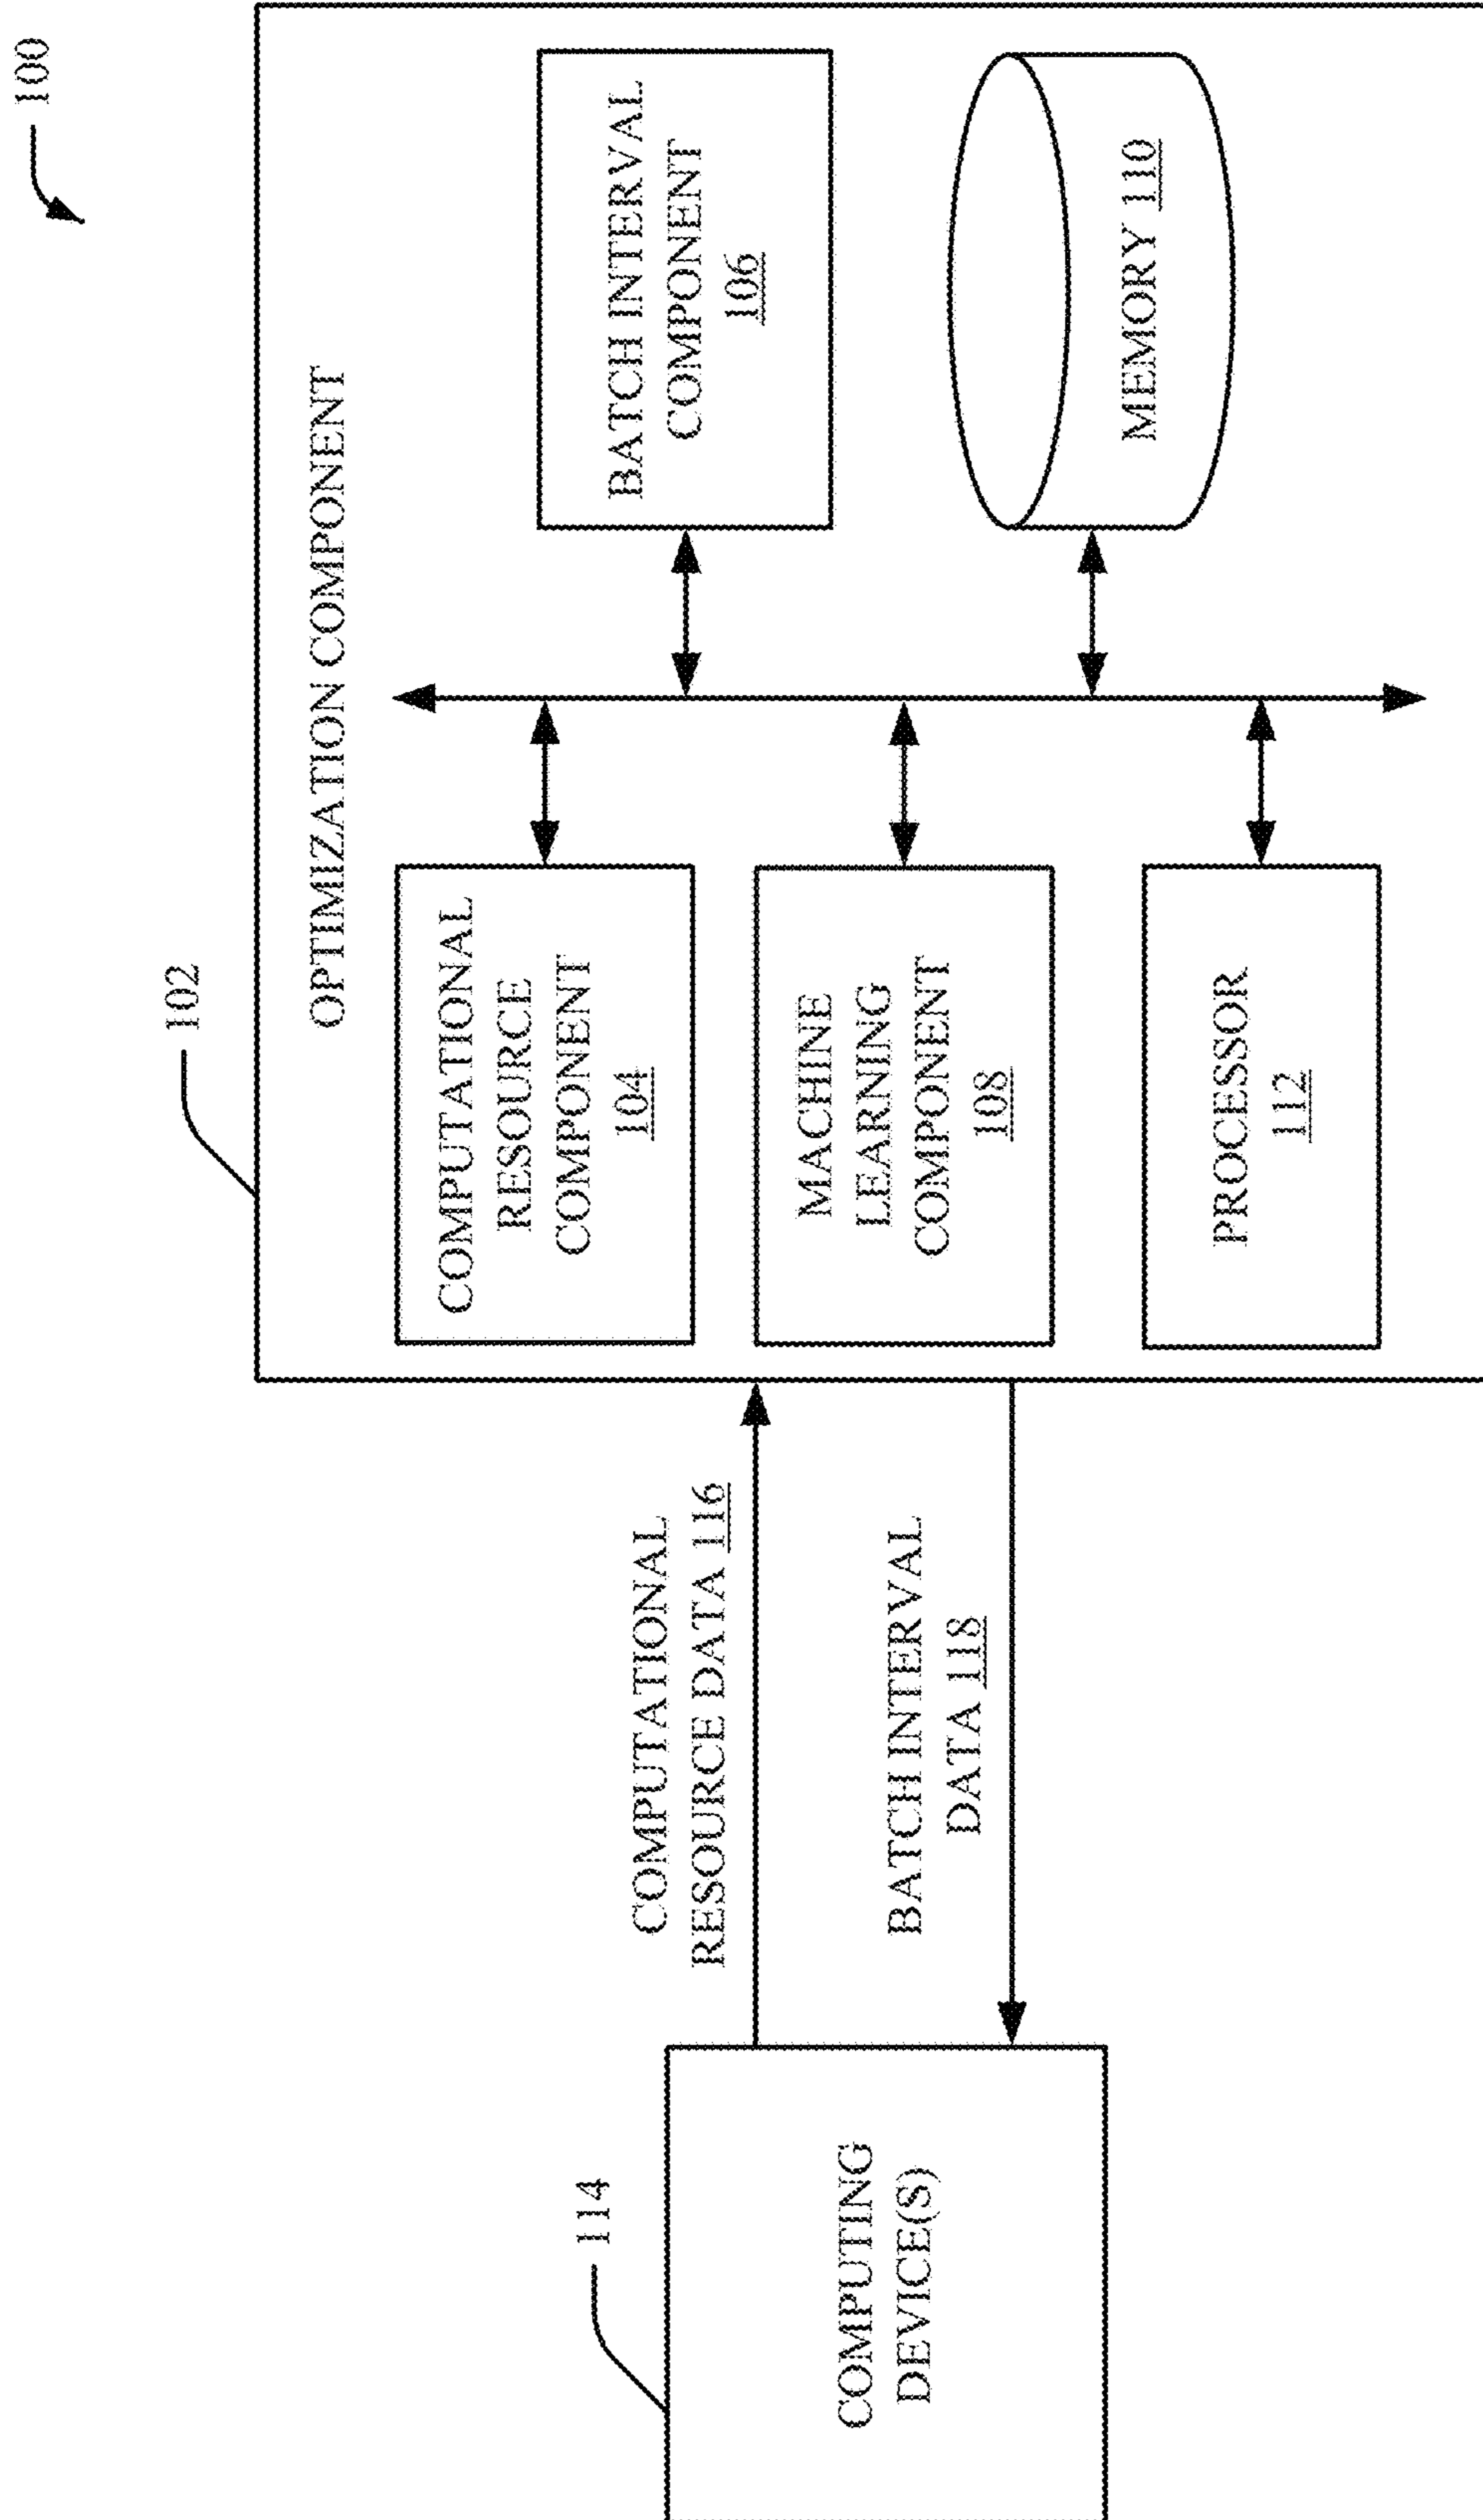 100
102
OPTIMIZATION COMPONENT
COMPUTATIONAL
RESOURCE
COMPONENT
104
BATCH INTERVAL
COMPONENT
106
MACHINE
LEARNING
COMPONENT
108
MEMORY 110
PROCESSOR
112
COMPUTATIONAL
RESOURCE DATA 116
BATCH INTERVAL
DATA 118
114
COMPUTING
DEVICE(S)